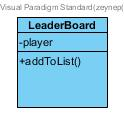 Visual Paradigm Standard(zeynep(
LeaderBoard
-player
+addToList()